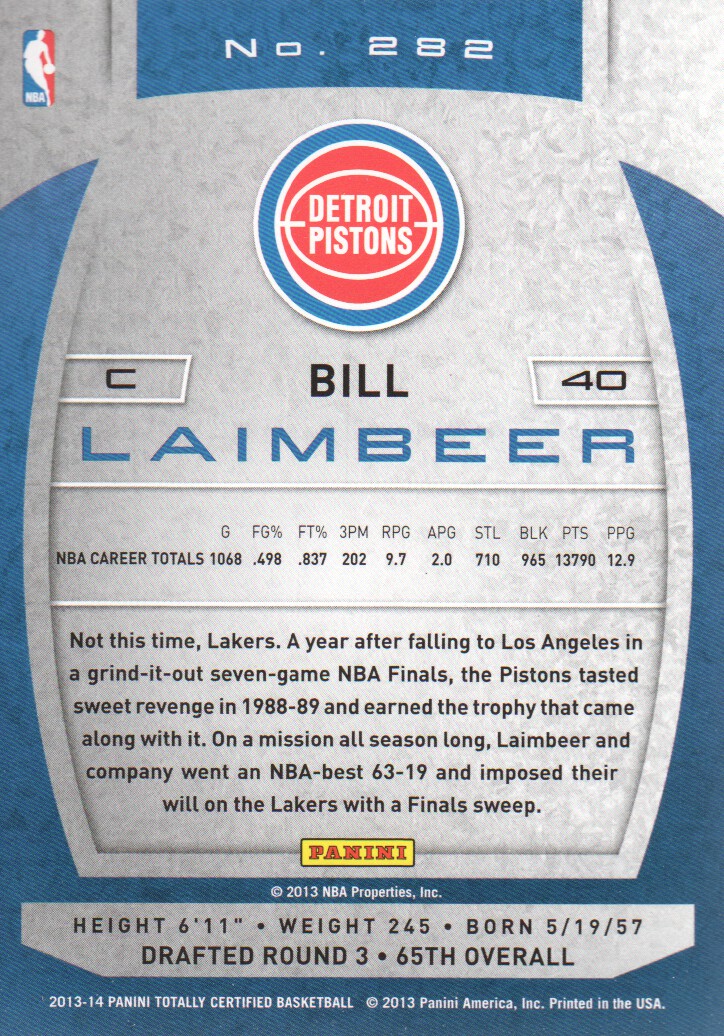 No. 282
NBA
DETROIT
PISTONS
C
BILL
40
LAIMBEER
G FG% FT% 3PM RPG APG STL BLK PTS PPG
NBA CAREER TOTALS 1068 .498 .837 202 9.7 2.0 710 965 13790 12.9
Not this time, Lakers. A year after falling to Los Angeles in
a grind-it-out seven-game NBA Finals, the Pistons tasted
sweet revenge in 1988-89 and earned the trophy that came
along with it. On a mission all season long, Laimbeer and
company went an NBA-best 63-19 and imposed their
will on the Lakers with a Finals sweep.
PANINI
© 2013 NBA Properties, Inc.
HEIGHT 6'11" • WEIGHT 245 • BORN 5/19/57
DRAFTED ROUND 3 • 65TH OVERALL
2013-14 PANINI TOTALLY CERTIFIED BASKETBALL © 2013 Panini America, Inc. Printed in the USA.